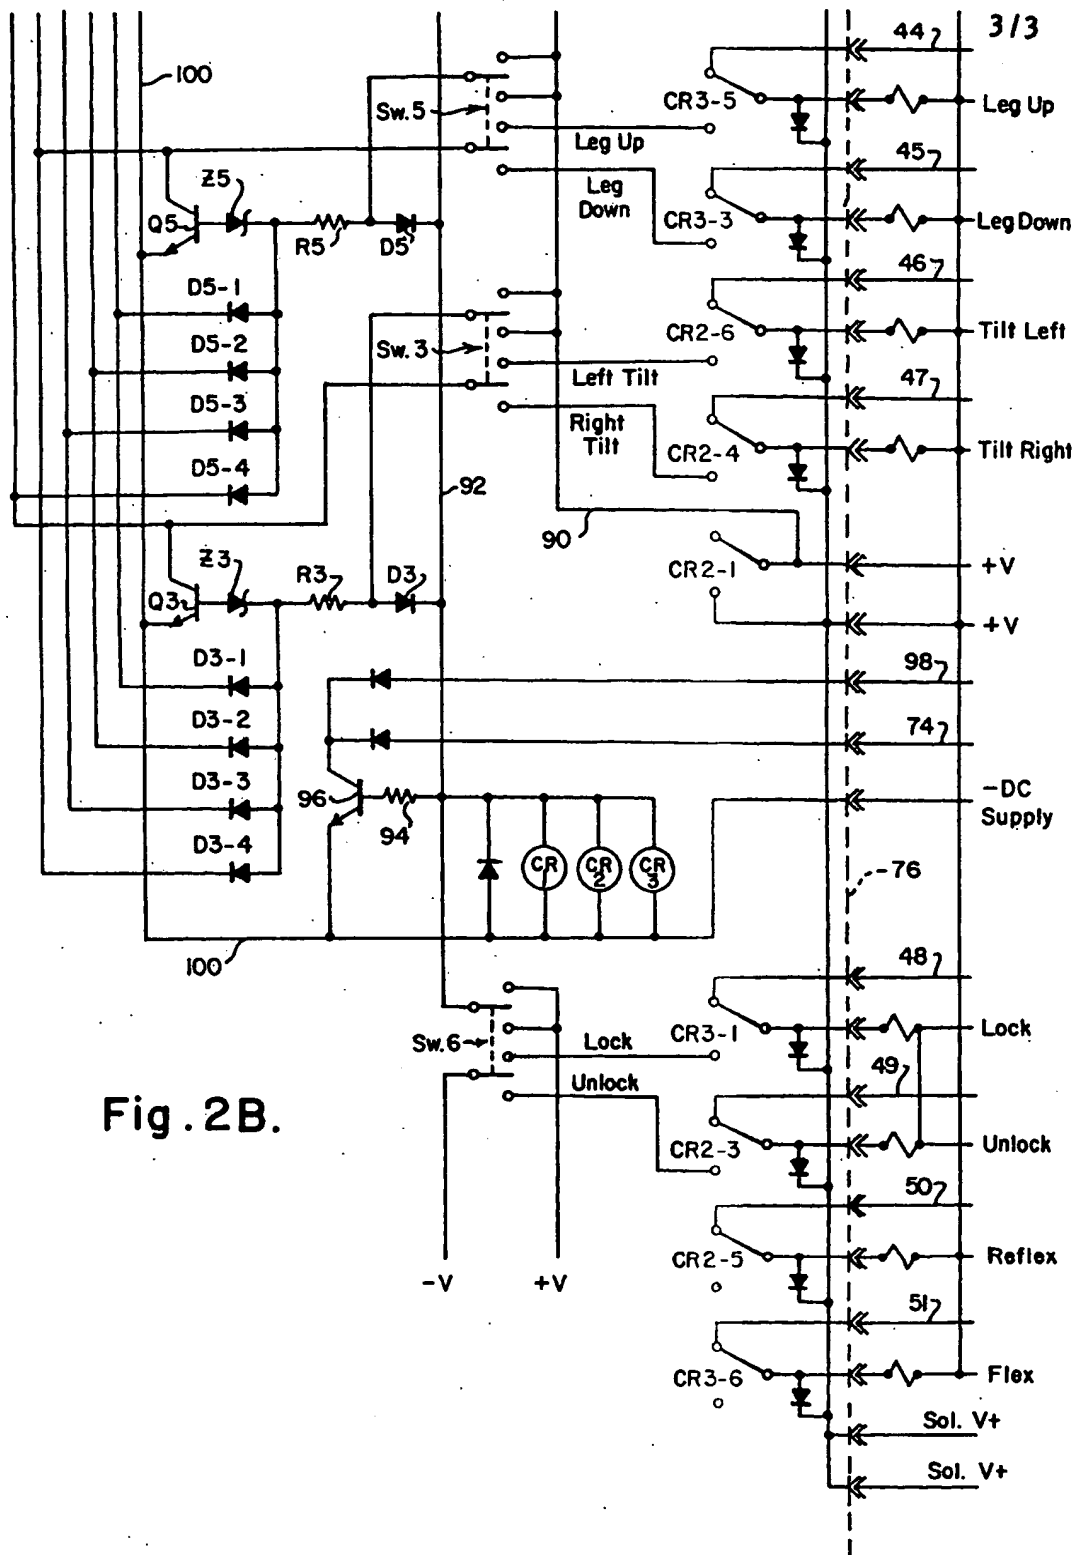 3/3
44
100
CR3-5
Leg Up
Sw.5
Leg Up
45
Z5
Leg
Down
Q5
CR3-3
Leg Down
R5
D5
46
D5-1
CR2-6
Tilt Left
D5-2
Sw.3
Left Tilt
47
D5-3
Right
Tilt
CR2-4
Tilt Right
D5-4
92
90
Z3
R3
D3
CR2-1
+V
Q3
+V
D3-1
98
D3-2
74
D3-3
96
94
-DC
Supply
D3-4
CR
CR
2
CR
3
76
100
48
Sw.6
Lock
CR3-1
Lock
49
Unlock
Fig. 2B.
CR2-3
Unlock
50
CR2-5
Reflex
-V
+V
51
CR3-6
Flex
Sol. V+
Sol. V+